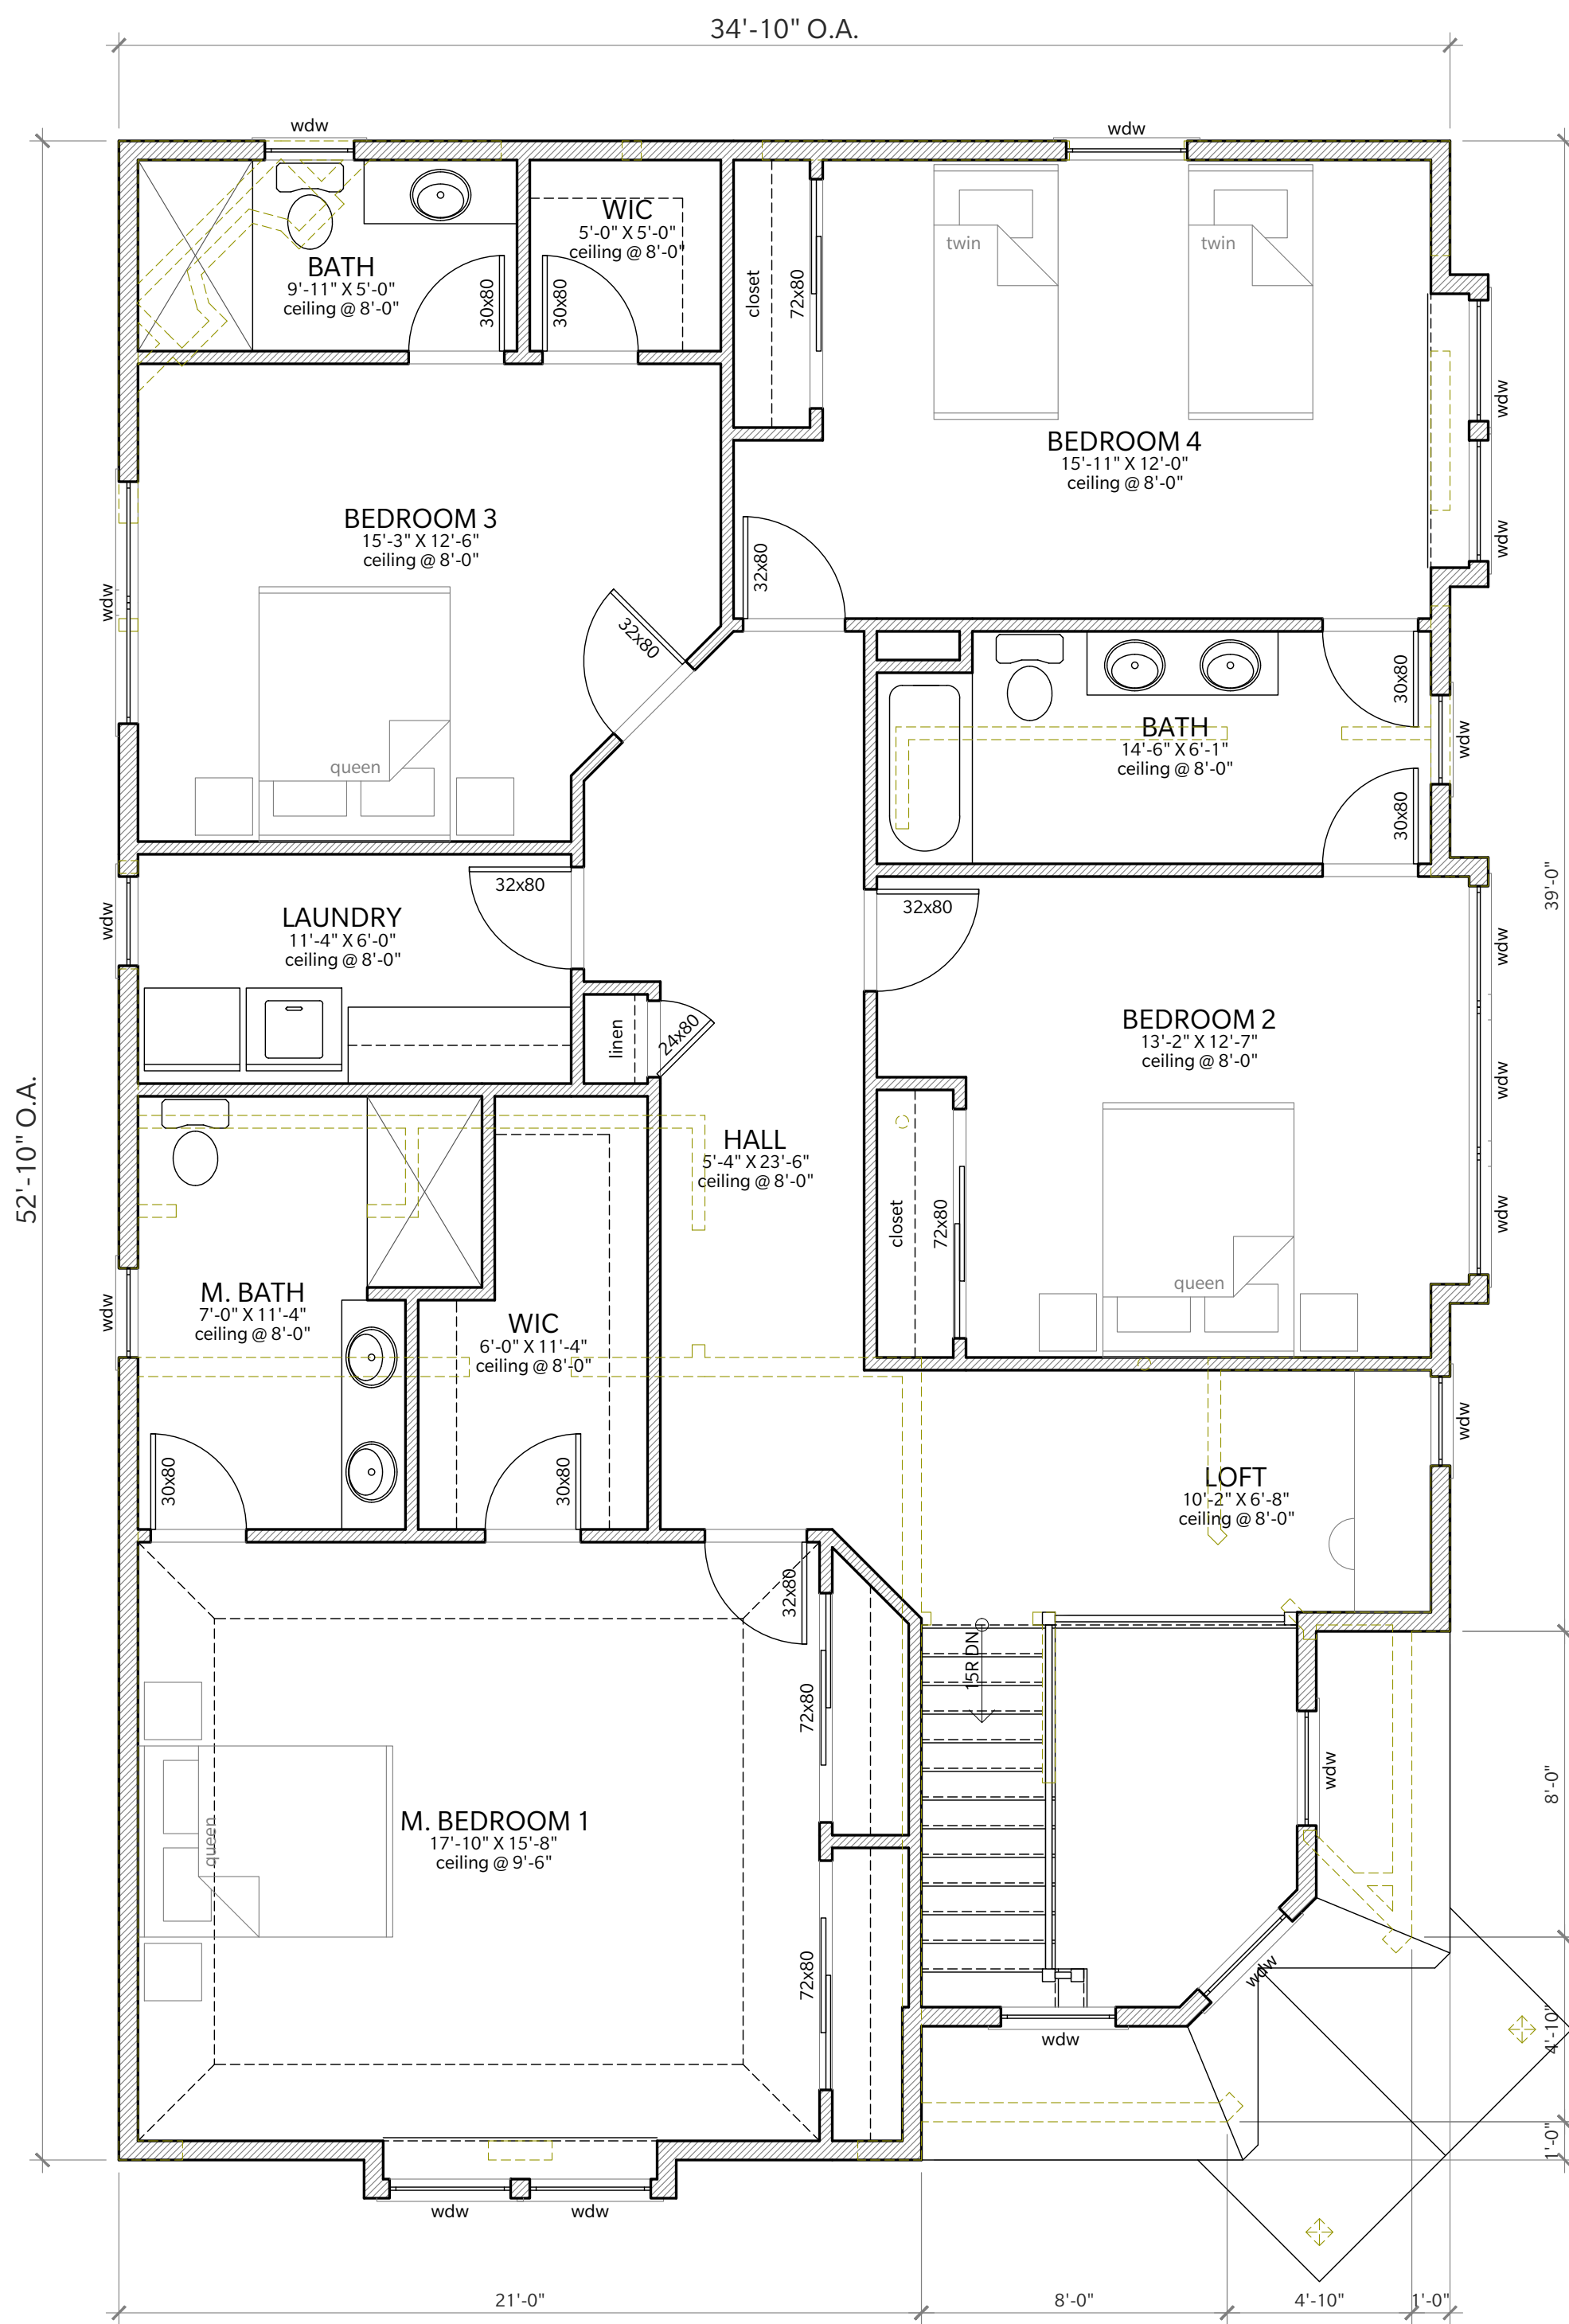 34'-10" O.A.
wdw
wdw
WIC
5'-0" X 5'-0"
ceiling @ 8'-0"
BATH
9'-11" X 5'-0"
ceiling @ 8'-0"
30x80
30x80
closet
72x80
twin
twin
wdw
wdw
BEDROOM 4
15'-11" X 12'-0"
ceiling @ 8'-0"
BEDROOM 3
15'-3" X 12'-6"
ceiling @ 8'-0"
32x80
32x80
wdw
queen
30x80
wdw
BATH
14'-6" X 6'-1"
ceiling @ 8'-0"
30x80
39'-0"
32x80
32x80
LAUNDRY
11'-4" X 6'-0"
ceiling @ 8'-0"
wdw
wdw
linen
24x80
BEDROOM 2
13'-2" X 12'-7"
ceiling @ 8'-0"
wdw
52'-10" O.A.
HALL
5'-4" X 23'-6"
ceiling @ 8'-0"
closet
72x80
wdw
queen
M. BATH
7'-0" X 11'-4"
ceiling @ 8'-0"
wdw
WIC
6'-0" X 11'-4"
ceiling @ 8'-0"
wdw
30x80
30x80
LOFT
10'-2" X 6'-8"
ceiling @ 8'-0"
32x80
15R DN
72x80
wdw
8'-0"
M. BEDROOM 1
17'-10" X 15'-8"
ceiling @ 9'-6"
queen
72x80
wdw
wdw
4'-10"
1'-0"
wdw
wdw
21'-0"
8'-0"
4'-10"
1'-0"